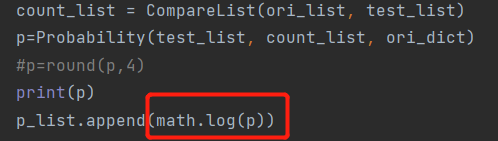 count_list = CompareList(ori_list, test_list)
p=Probability(test_list, count_list, ori_dict)
#p=round(p,4)
print(p)
p_list.append(math.log(p))